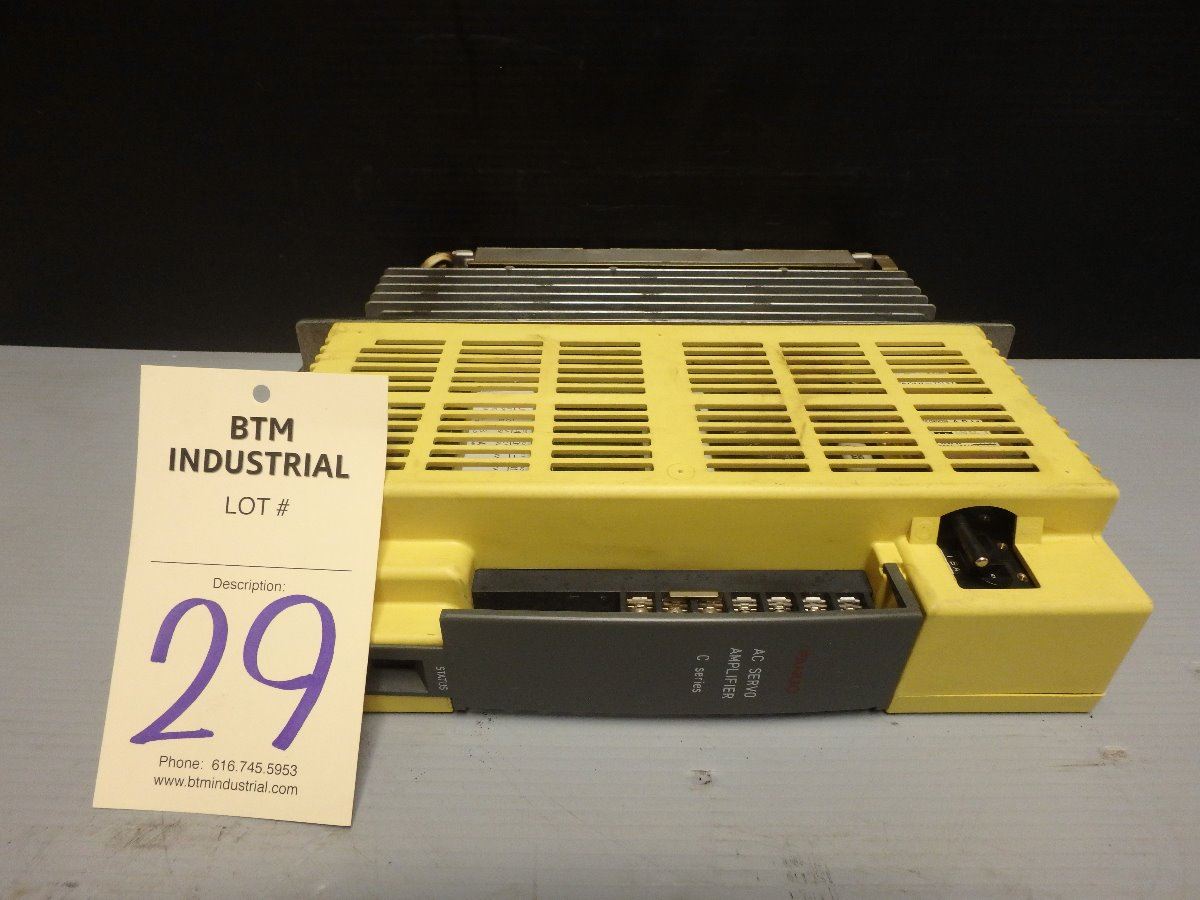 BTM
INDUSTRIAL
LOT #
Description:
29
Phone: 616.745.5953
www.btmindustrial.com
STATUS
FANUC
AC SERVO
AMPLIFIER
C series